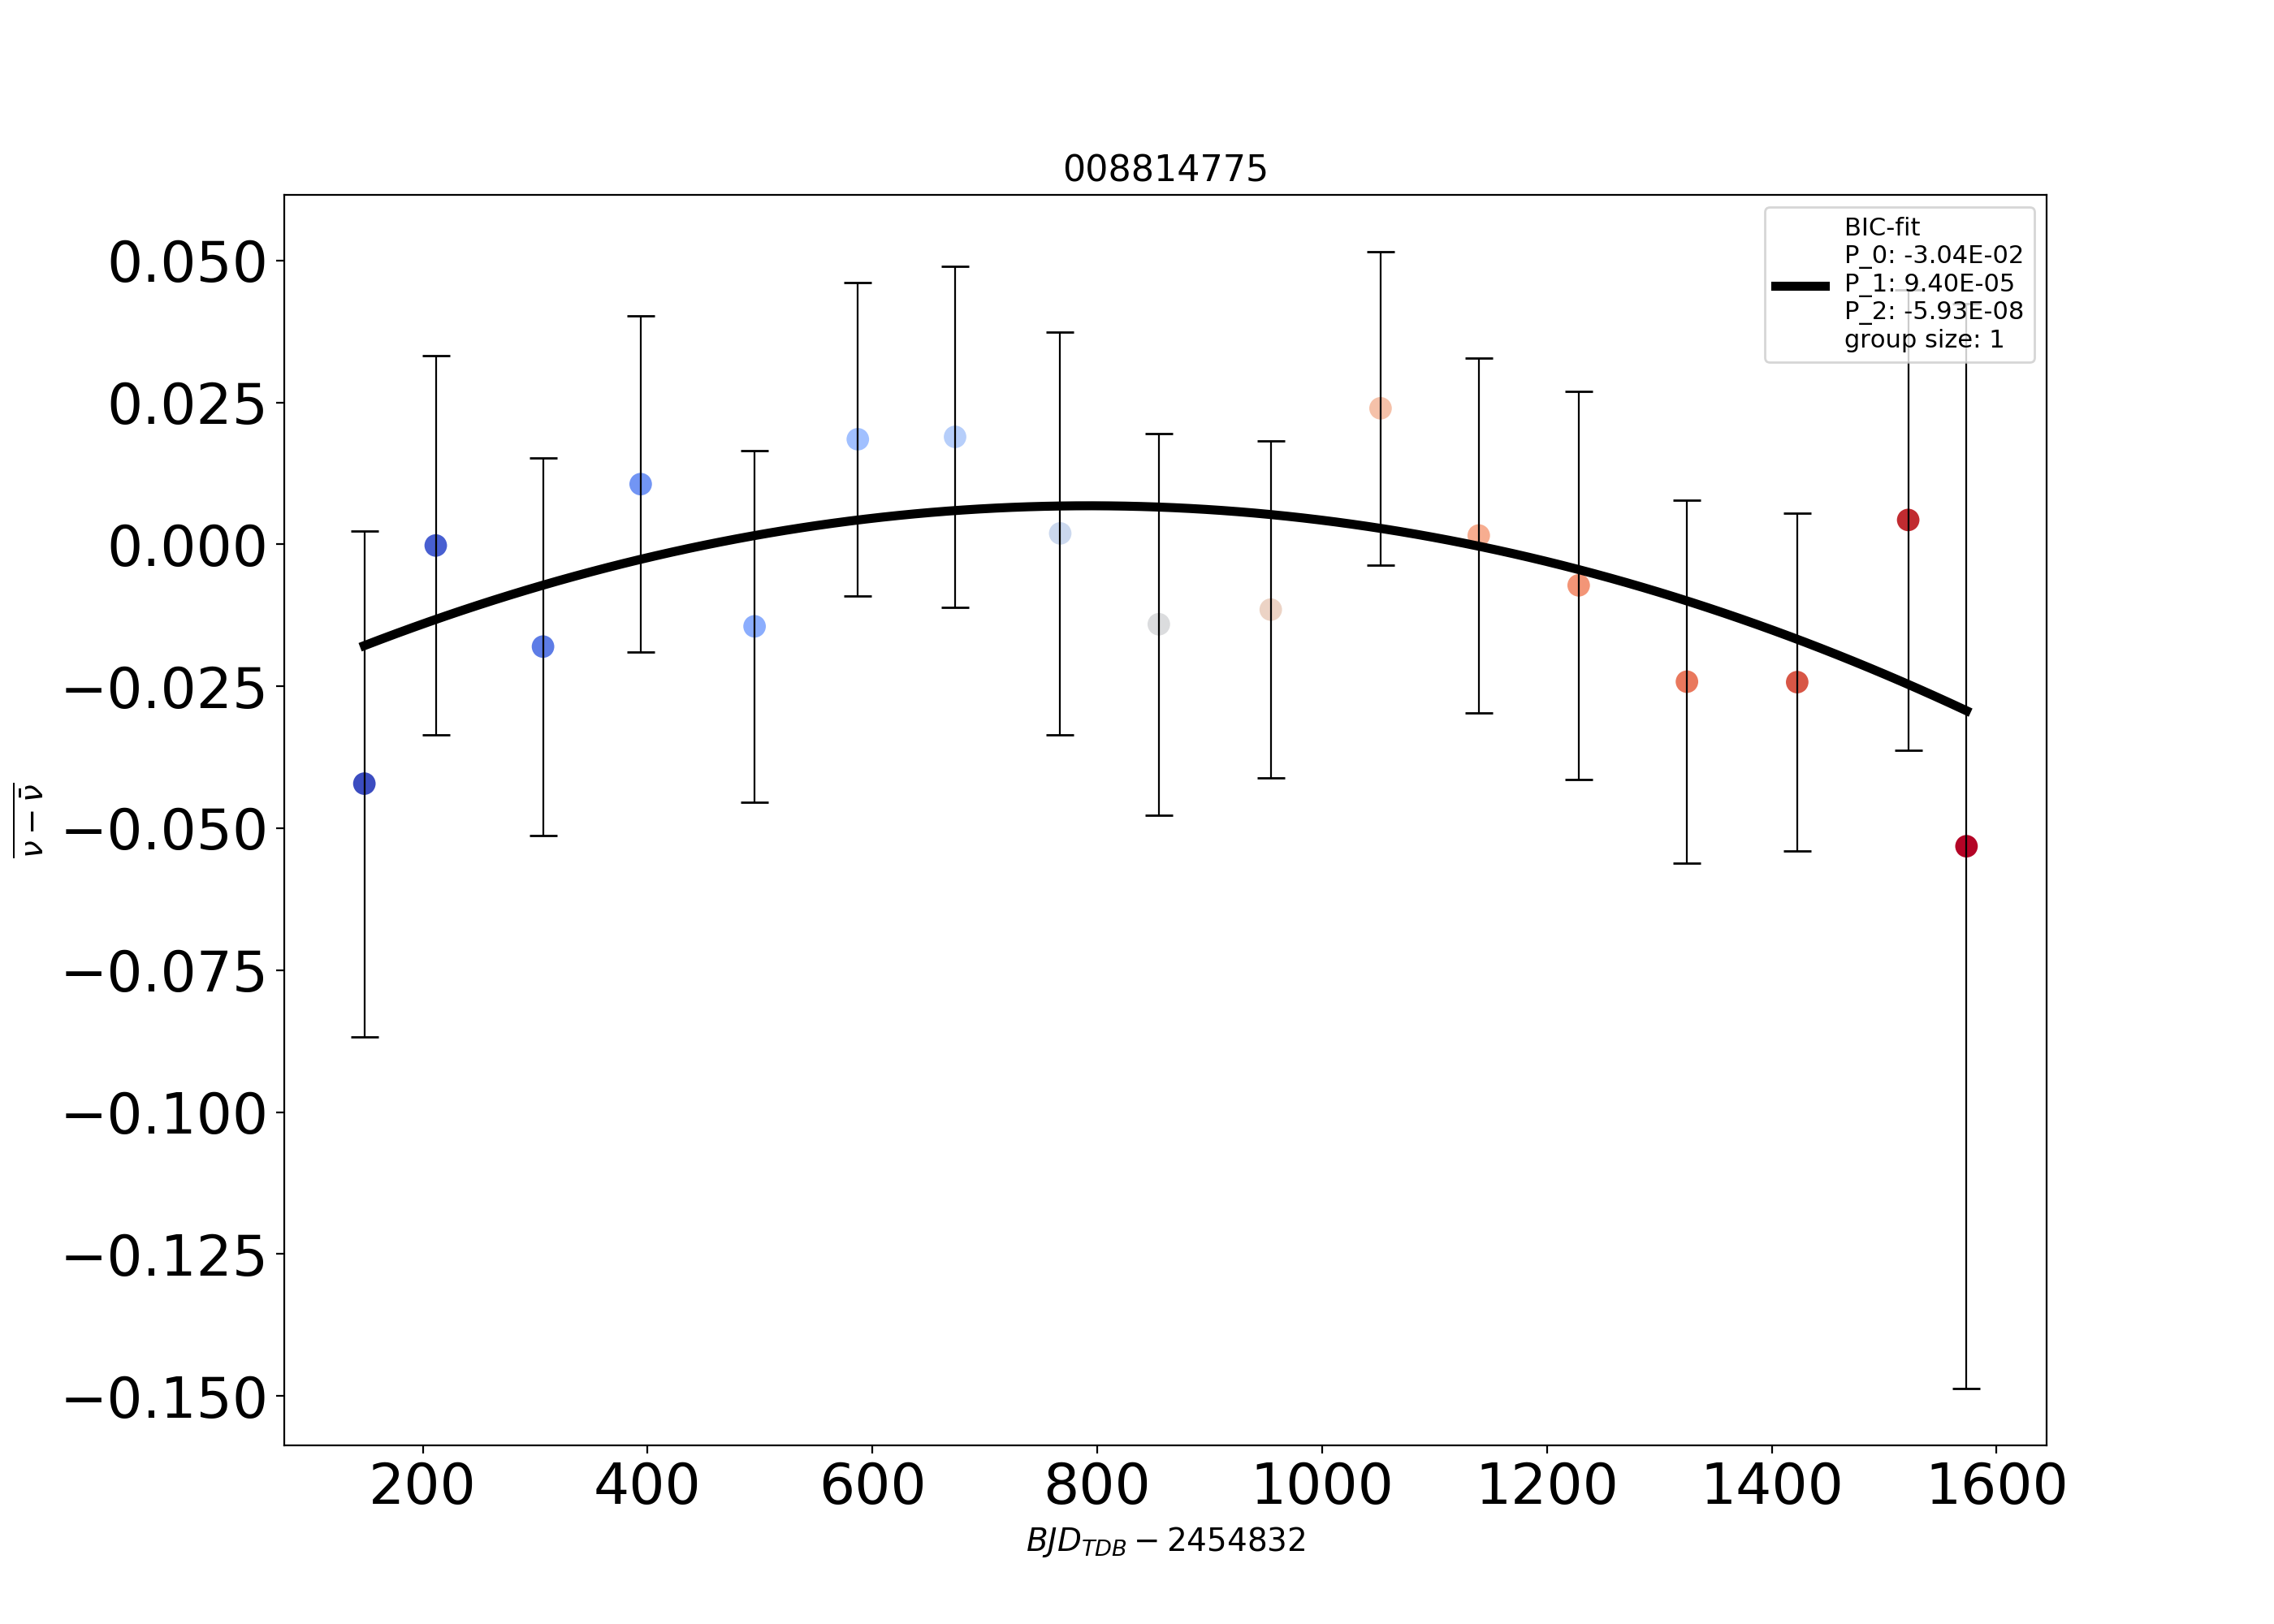 008814775
BIC-fit
P_0: -3.04E-02
P_1: 9.40E-05
P_2: -5.93E-08
group size: 1
0.050
0.025
0.000
−0.025
−0.050
−0.075
−0.100
−0.125
−0.150
ν − ν̄
200 400 600 800 1000 1200 1400 1600
BJD_TDB − 2454832